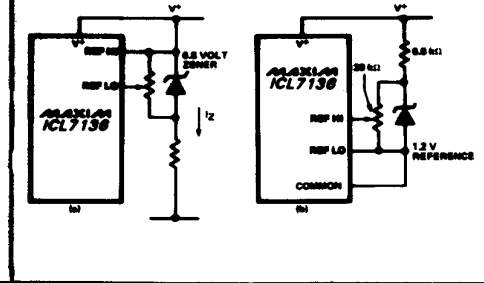 V+
V+
REF HI
6.8 VOLT
ZENER
REF LO
MAXIM
ICL7136
IZ
(a)
V+
V+
6.8 kΩ
20 kΩ
MAXIM
ICL7136
REF HI
REF LO
1.2 V
REFERENCE
COMMON
(b)